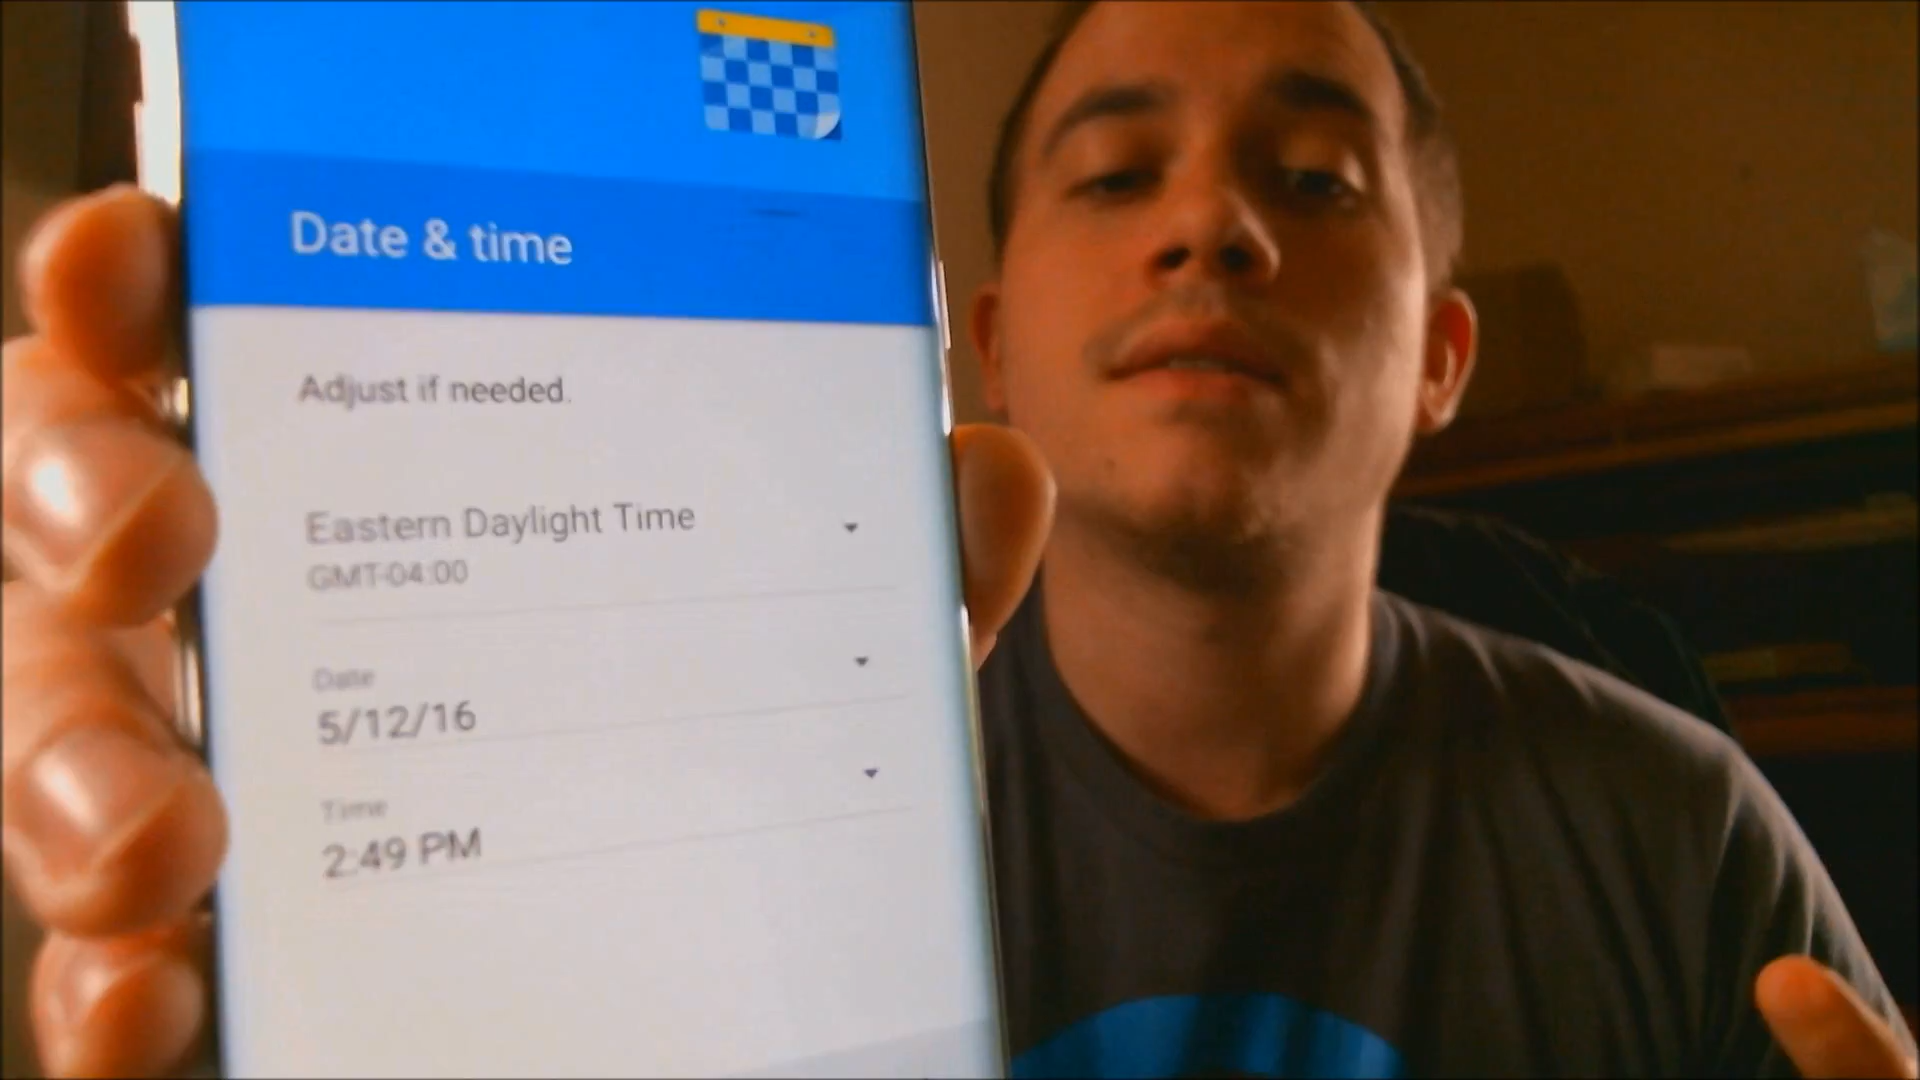 Date & time
Adjust if needed.
Eastern Daylight Time
GMT-04:00
Date
5/12/16
Time
2:49 PM